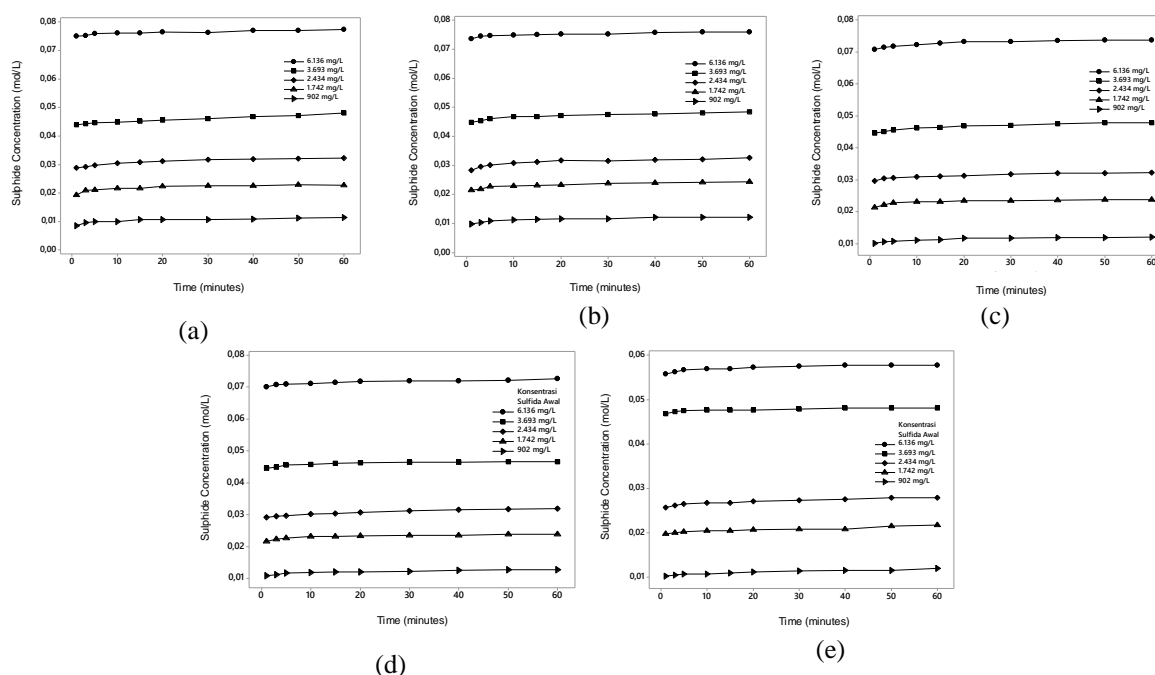 0,08
0,07
0,06
0,05
0,04
0,03
0,02
0,01
0,00
Sulphide Concentration (mol/L)
6.136 mg/L
3.693 mg/L
2.434 mg/L
1.742 mg/L
902 mg/L
0 10 20 30 40 50 60
Time (minutes)
(a)
0,08
0,07
0,06
0,05
0,04
0,03
0,02
0,01
0,00
Sulphide Concentration (mol/L)
6.136 mg/L
3.693 mg/L
2.434 mg/L
1.742 mg/L
902 mg/L
0 10 20 30 40 50 60
Time (minutes)
(b)
0,08
0,07
0,06
0,05
0,04
0,03
0,02
0,01
Sulphide Concentration (mol/L)
6.136 mg/L
3.693 mg/L
2.434 mg/L
1.742 mg/L
902 mg/L
0 10 20 30 40 50 60
Time (minutes)
(c)
0,08
0,07
0,06
0,05
0,04
0,03
0,02
0,01
Sulphide Concentration (mol/L)
Konsentrasi
Sulfida Awal
6.136 mg/L
3.693 mg/L
2.434 mg/L
1.742 mg/L
902 mg/L
0 10 20 30 40 50 60
Time (minutes)
(d)
0,06
0,05
0,04
0,03
0,02
0,01
Sulphide Concentration (mol/L)
Konsentrasi
Sulfida Awal
6.136 mg/L
3.693 mg/L
2.434 mg/L
1.742 mg/L
902 mg/L
0 10 20 30 40 50 60
Time (minutes)
(e)